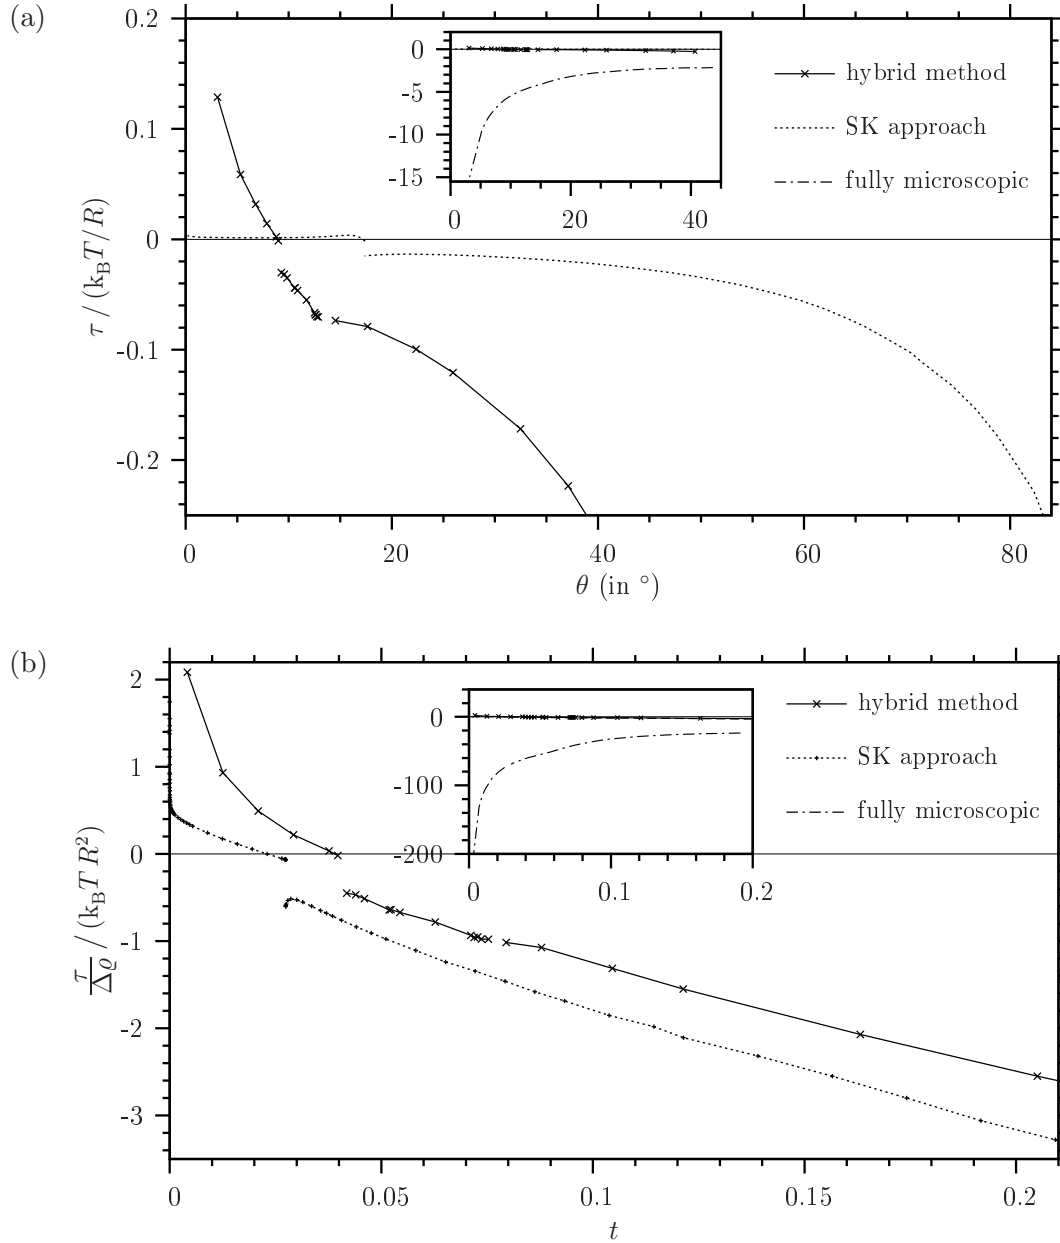 (a)
0.2
0.1
0
-0.1
-0.2
τ / (k_BT/R)
0
-5
-10
-15
0 20 40
hybrid method
SK approach
fully microscopic
0 20 40 60 80
θ (in °)
(b)
2
1
0
-1
-2
-3
τ/Δϱ / (k_BT R²)
0
-100
-200
0 0.1 0.2
hybrid method
SK approach
fully microscopic
0 0.05 0.1 0.15 0.2
t